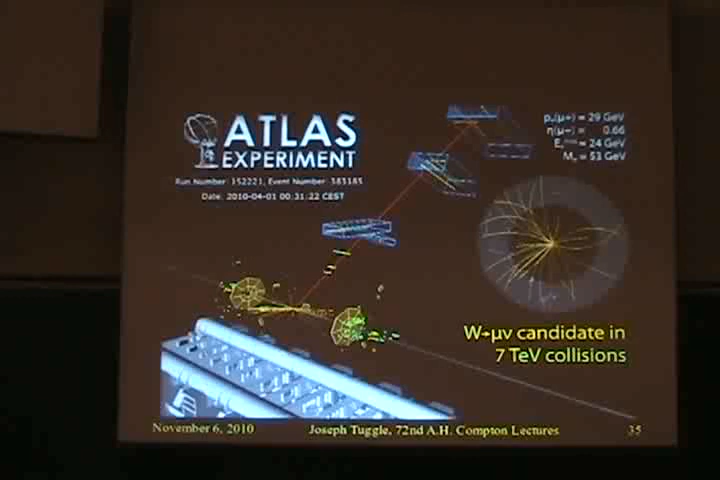 ATLAS
EXPERIMENT
Run Number: 152221, Event Number: 383185
Date: 2010-04-01 00:31:22 CEST
(μ+) = 29 GeV
η(μ+) = 0.66
= 24 GeV
= 53 GeV
W→μν candidate in
7 TeV collisions
November 6, 2010 Joseph Tuggle, 72nd A.H. Compton Lectures 35